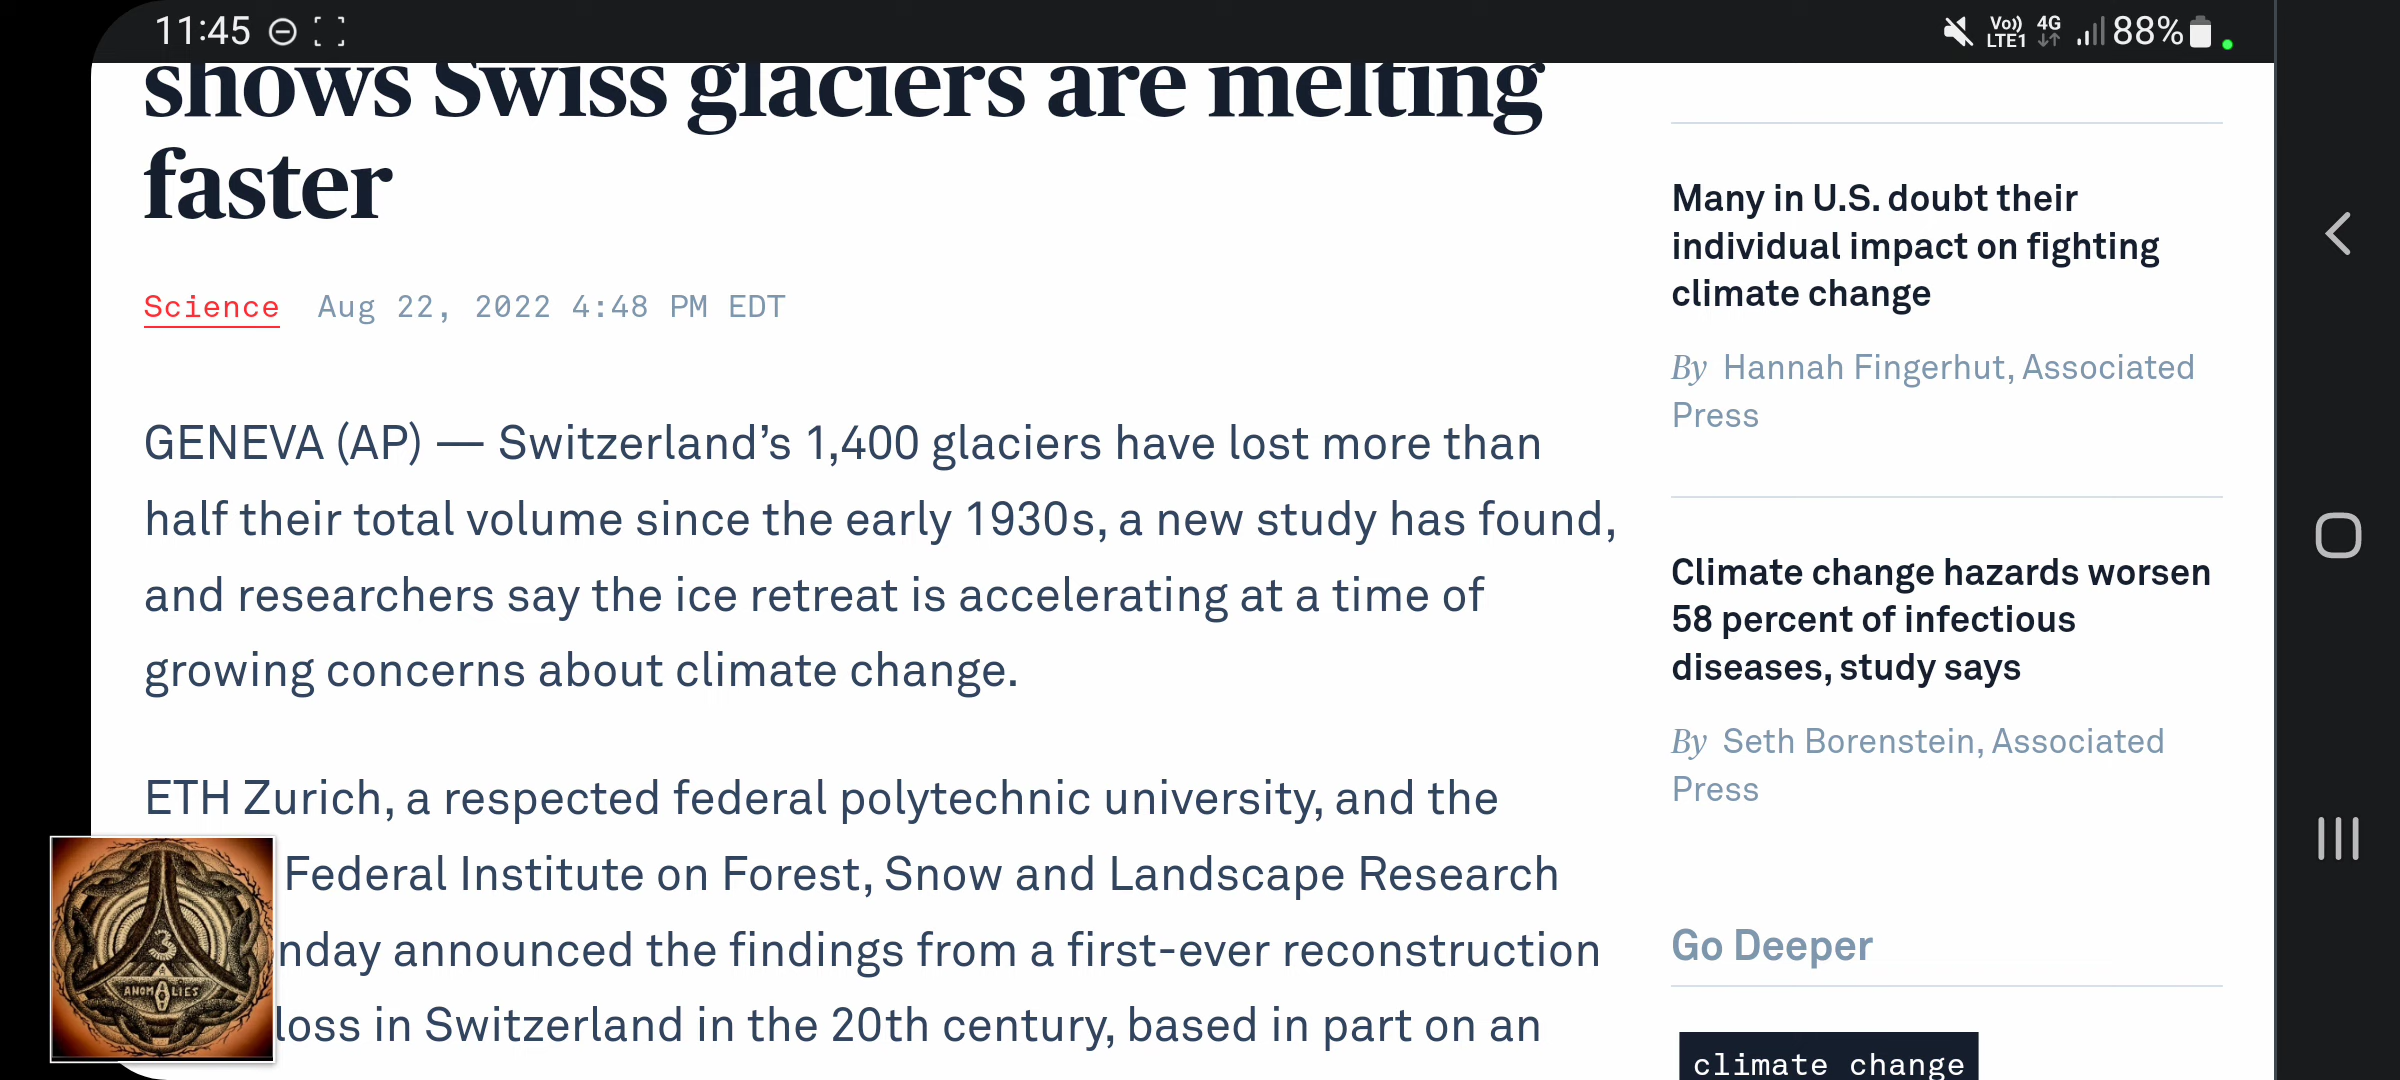 11:45
Vo)) LTE1 4G 88%
shows Swiss glaciers are melting
faster
Science Aug 22, 2022 4:48 PM EDT
GENEVA (AP) — Switzerland’s 1,400 glaciers have lost more than
half their total volume since the early 1930s, a new study has found,
and researchers say the ice retreat is accelerating at a time of
growing concerns about climate change.
ETH Zurich, a respected federal polytechnic university, and the
Federal Institute on Forest, Snow and Landscape Research
nday announced the findings from a first-ever reconstruction
loss in Switzerland in the 20th century, based in part on an
ANOMALIES
Many in U.S. doubt their
individual impact on fighting
climate change
By Hannah Fingerhut, Associated
Press
Climate change hazards worsen
58 percent of infectious
diseases, study says
By Seth Borenstein, Associated
Press
Go Deeper
climate change